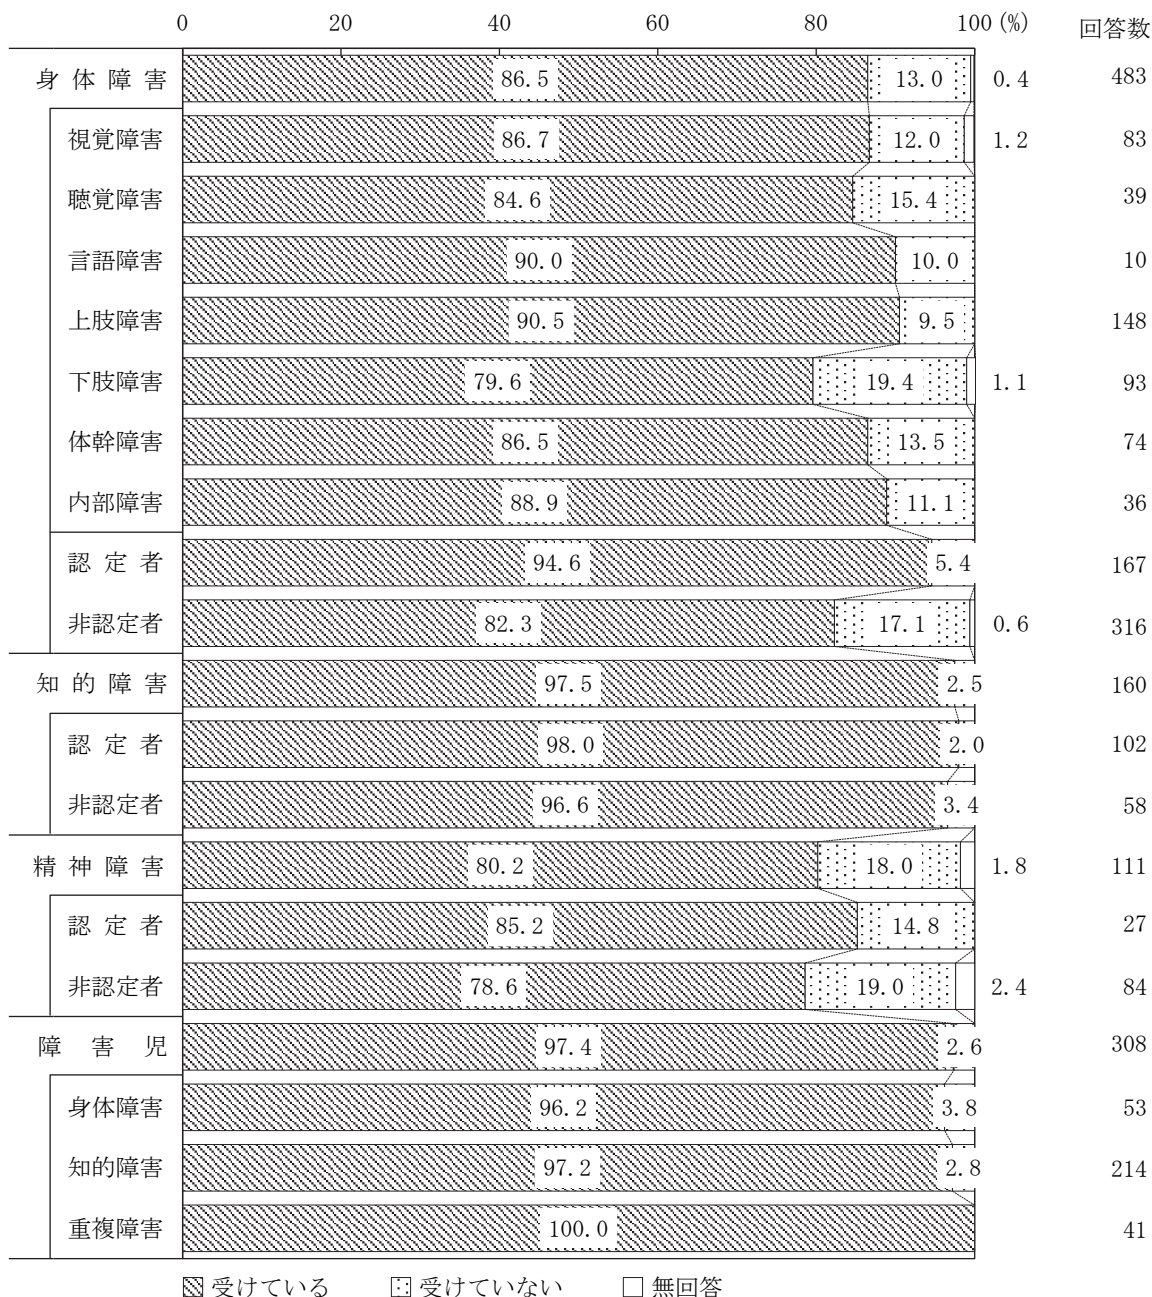 0 20 40 60 80 100 (%) 回答数
身体障害 86.5 13.0 0.4 483
視覚障害 86.7 12.0 1.2 83
聴覚障害 84.6 15.4 39
言語障害 90.0 10.0 10
上肢障害 90.5 9.5 148
下肢障害 79.6 19.4 1.1 93
体幹障害 86.5 13.5 74
内部障害 88.9 11.1 36
認定者 94.6 5.4 167
非認定者 82.3 17.1 0.6 316
知的障害 97.5 2.5 160
認定者 98.0 2.0 102
非認定者 96.6 3.4 58
精神障害 80.2 18.0 1.8 111
認定者 85.2 14.8 27
非認定者 78.6 19.0 2.4 84
障害児 97.4 2.6 308
身体障害 96.2 3.8 53
知的障害 97.2 2.8 214
重複障害 100.0 41
受けている 受けていない 無回答